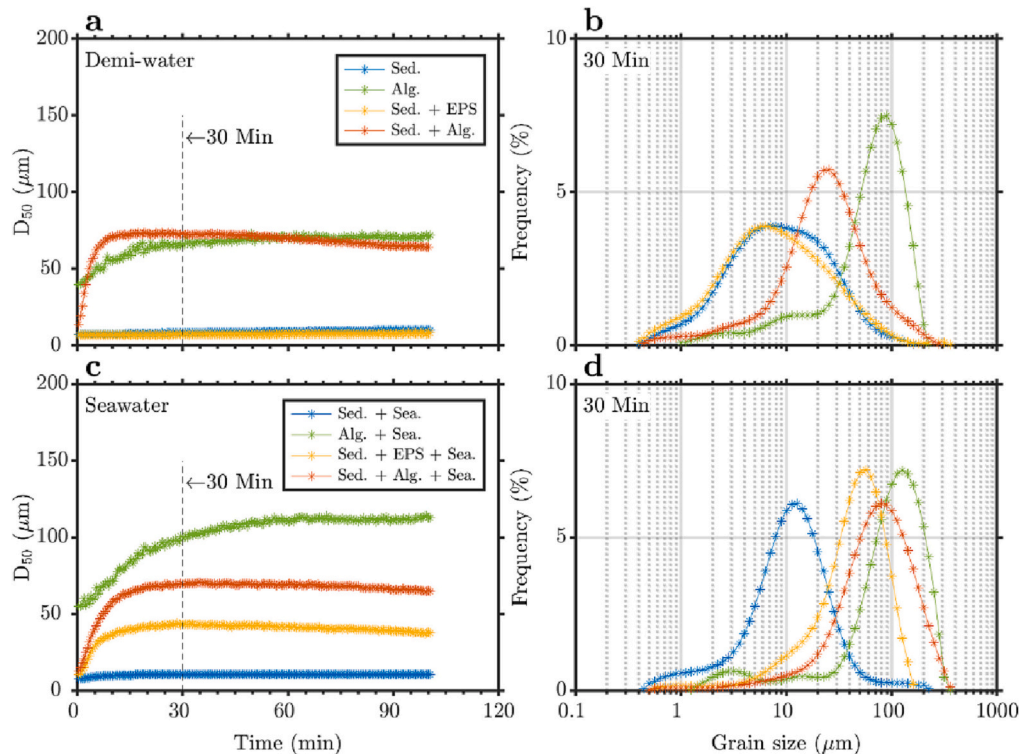 a
200
150
100
50
0
D50 (μm)
Demi-water
←30 Min
Sed.
Alg.
Sed. + EPS
Sed. + Alg.
b
10
5
0
Frequency (%)
30 Min
c
200
150
100
50
0
D50 (μm)
Seawater
←30 Min
Sed. + Sea.
Alg. + Sea.
Sed. + EPS + Sea.
Sed. + Alg. + Sea.
0 30 60 90 120
Time (min)
d
10
5
0
Frequency (%)
30 Min
0.1 1 10 100 1000
Grain size (μm)